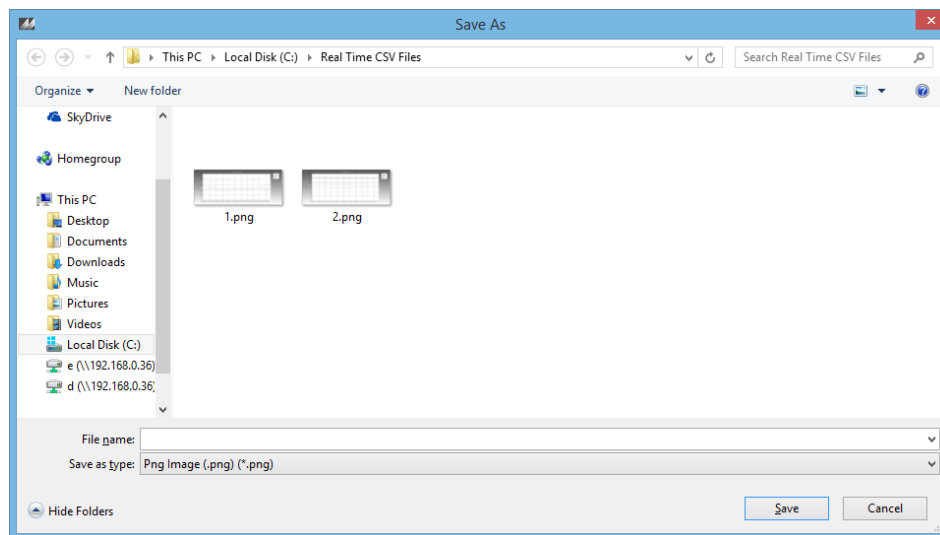 Save As
This PC Local Disk (C:) Real Time CSV Files
Search Real Time CSV Files
Organize New folder
SkyDrive
Homegroup
This PC
Desktop
Documents
Downloads
Music
Pictures
Videos
Local Disk (C:)
e (\\192.168.0.36)
d (\\192.168.0.36)
1.png 2.png
File name:
Save as type: Png Image (.png) (*.png)
Hide Folders
Save Cancel